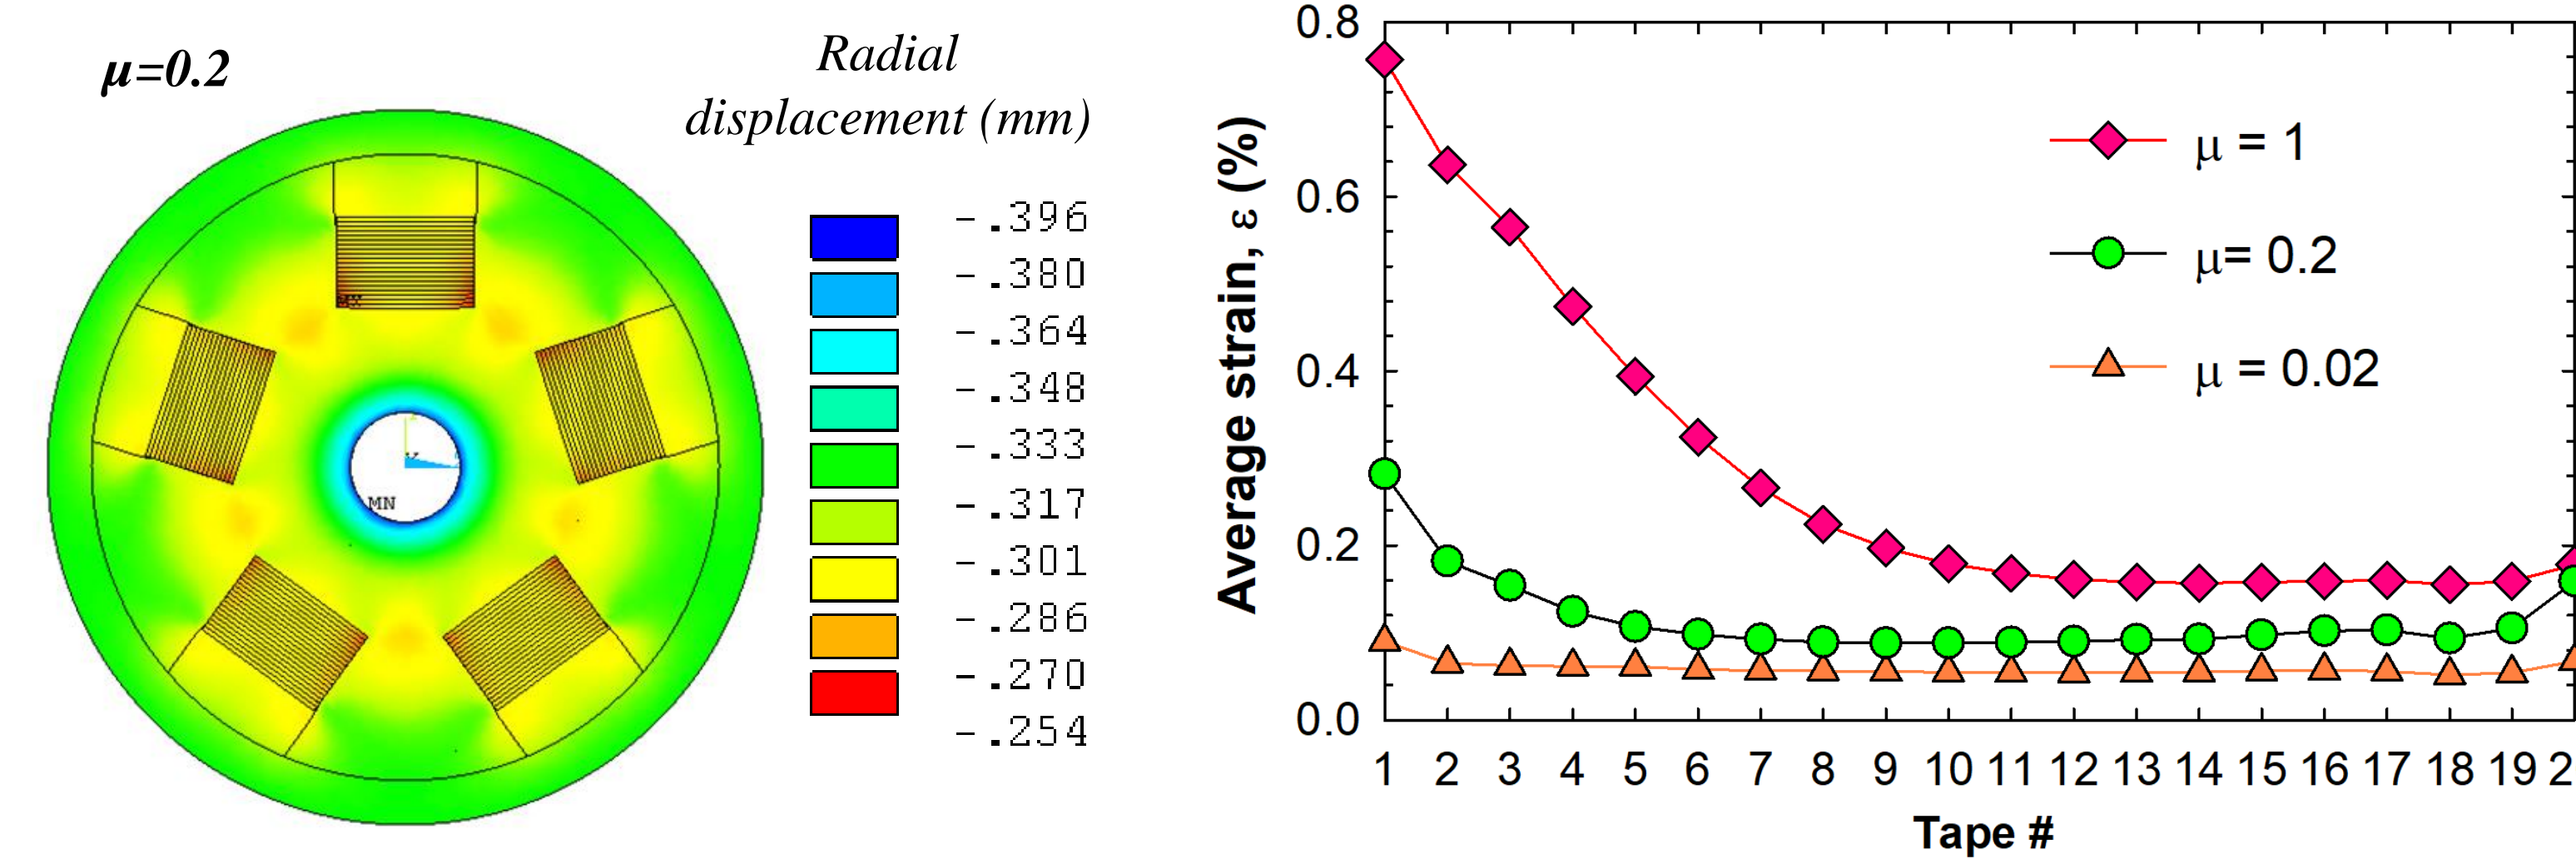 μ=0.2
Radial
displacement (mm)
-.396
-.380
-.364
-.348
-.333
-.317
-.301
-.286
-.270
-.254
MX
MN
0.8
0.6
0.4
0.2
0.0
Average strain, ε (%)
μ = 1
μ= 0.2
μ = 0.02
1 2 3 4 5 6 7 8 9 10 11 12 13 14 15 16 17 18 19 2
Tape #